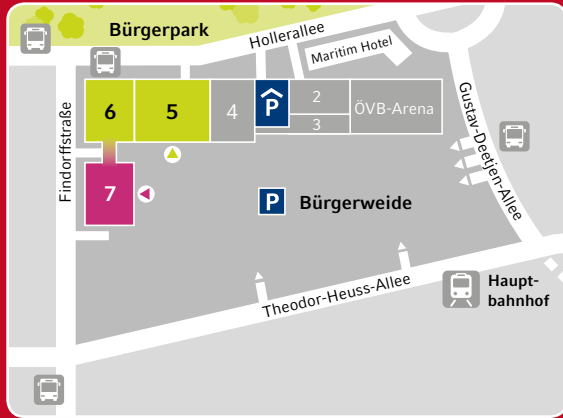 Bürgerpark
Hollerallee
Maritim Hotel
6
5
4
P
2
3
ÖVB-Arena
Gustav-Deetjen-Allee
Findorffstraße
7
P
Bürgerweide
Theodor-Heuss-Allee
Haupt-
bahnhof